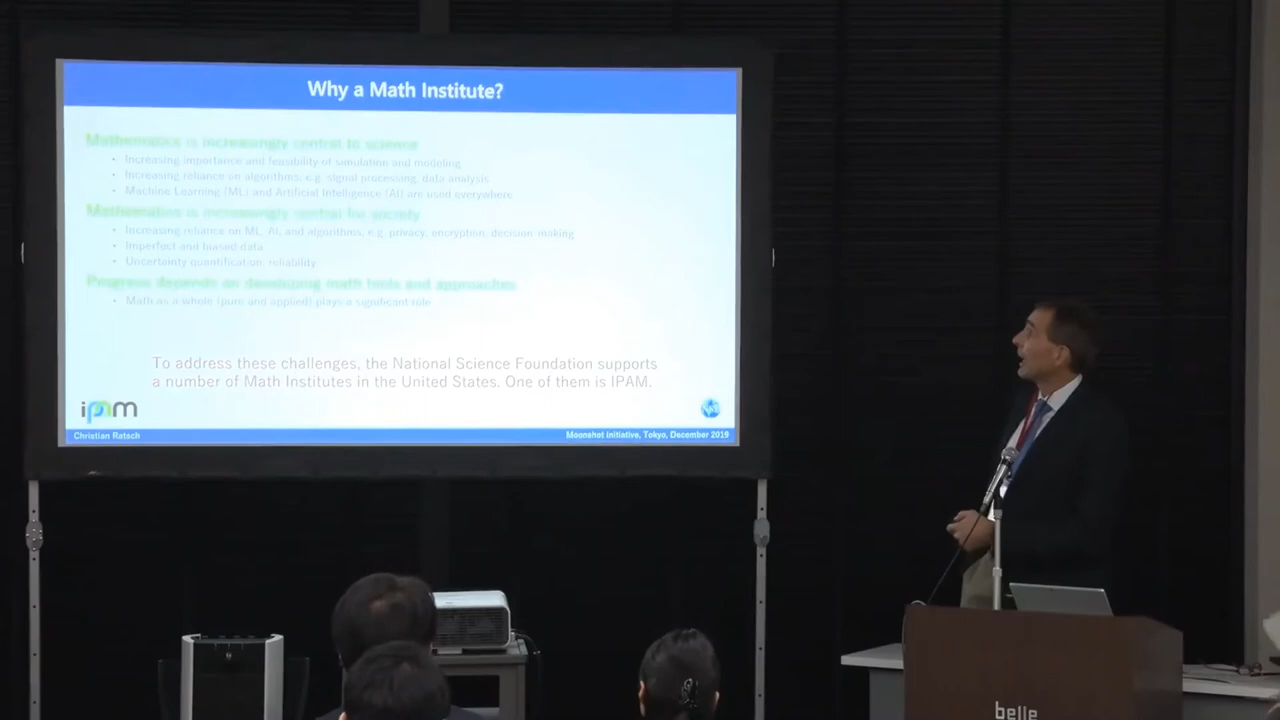 Why a Math Institute?
Mathematics is increasingly central to science
• Increasing importance and feasibility of simulation and modeling
• Increasing reliance on algorithms, e.g. signal processing, data analysis
• Machine Learning (ML) and Artificial Intelligence (AI) are used everywhere
Mathematics is increasingly central for society
• Increasing reliance on ML, AI, and algorithms, e.g. privacy, encryption, decision-making
• Imperfect and biased data
• Uncertainty quantification, reliability
Progress depends on developing math tools and approaches
• Math as a whole (pure and applied) plays a significant role
To address these challenges, the National Science Foundation supports
a number of Math Institutes in the United States. One of them is IPAM.
ipam
Christian Ratsch
Moonshot Initiative, Tokyo, December 2019
belle